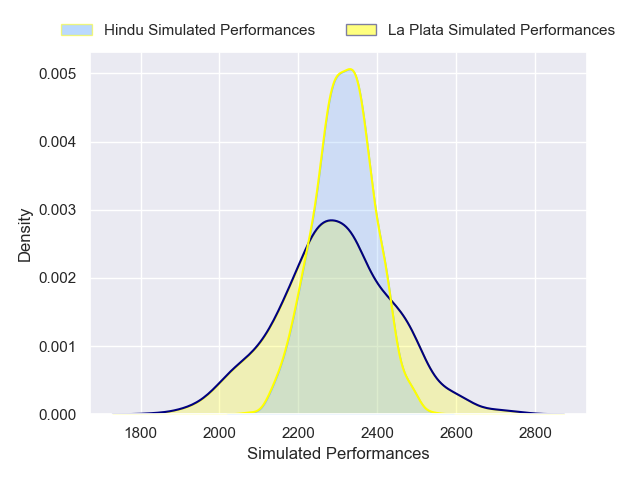 Hindu Simulated Performances
La Plata Simulated Performances
0.005
0.004
0.003
0.002
0.001
0.000
Density
1800 2000 2200 2400 2600 2800
Simulated Performances